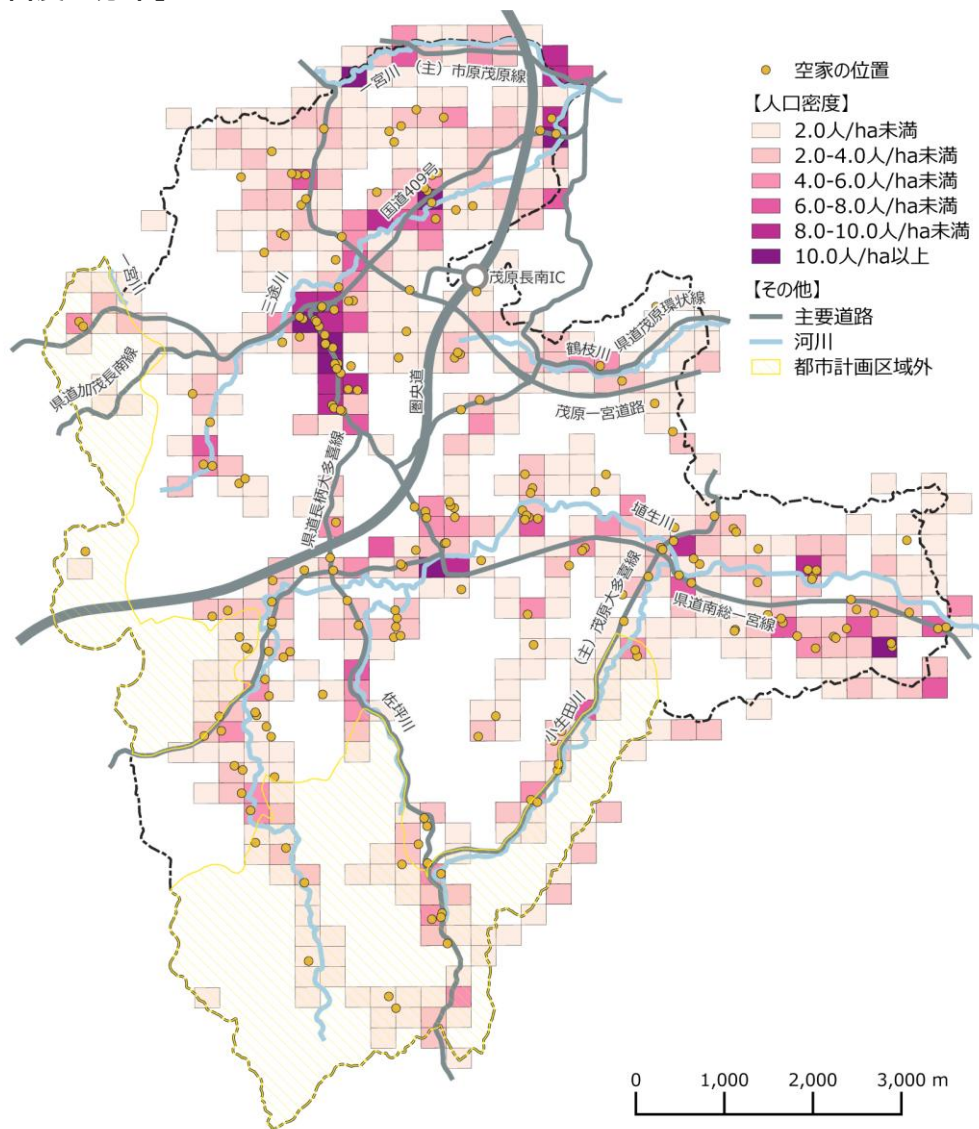 一宮川
（主）市原茂原線
空家の位置
【人口密度】
2.0人/ha未満
2.0-4.0人/ha未満
4.0-6.0人/ha未満
6.0-8.0人/ha未満
8.0-10.0人/ha未満
10.0人/ha以上
【その他】
主要道路
河川
都市計画区域外
国道409号
一宮川
三途川
茂原長南IC
県道加茂長南線
鶴枝川
県道茂原環状線
圏央道
茂原一宮道路
県道長柄大多喜線
埴生川
（主）茂原大多喜線
県道南総一宮線
佐坪川
小生田川
0
1,000
2,000
3,000 m